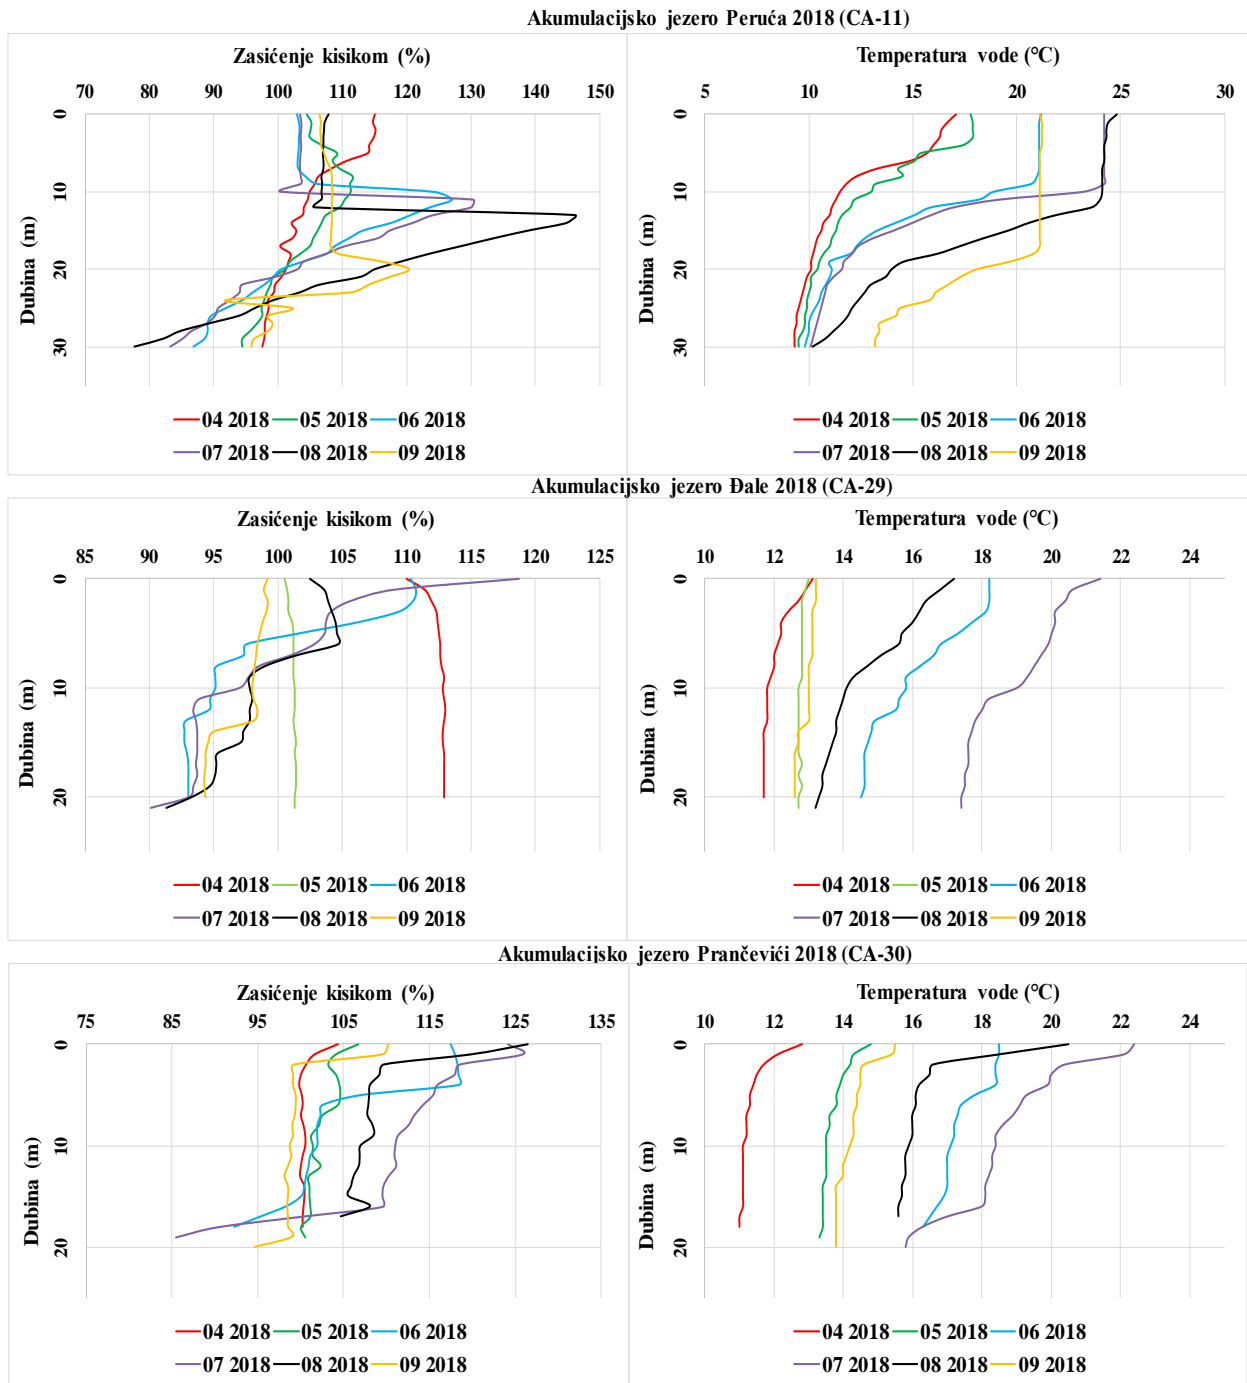 Akumulacijsko jezero Peruća 2018 (CA-11)
Zasićenje kisikom (%)
70 80 90 100 110 120 130 140 150
0
10
20
30
Dubina (m)
04 2018 05 2018 06 2018
07 2018 08 2018 09 2018
Temperatura vode (°C)
5 10 15 20 25 30
0
10
20
30
Dubina (m)
04 2018 05 2018 06 2018
07 2018 08 2018 09 2018
Akumulacijsko jezero Đale 2018 (CA-29)
Zasićenje kisikom (%)
85 90 95 100 105 110 115 120 125
0
10
20
Dubina (m)
04 2018 05 2018 06 2018
07 2018 08 2018 09 2018
Temperatura vode (°C)
10 12 14 16 18 20 22 24
0
10
20
Dubina (m)
04 2018 05 2018 06 2018
07 2018 08 2018 09 2018
Akumulacijsko jezero Prančevići 2018 (CA-30)
Zasićenje kisikom (%)
75 85 95 105 115 125 135
0
10
20
Dubina (m)
04 2018 05 2018 06 2018
07 2018 08 2018 09 2018
Temperatura vode (°C)
10 12 14 16 18 20 22 24
0
10
20
Dubina (m)
04 2018 05 2018 06 2018
07 2018 08 2018 09 2018